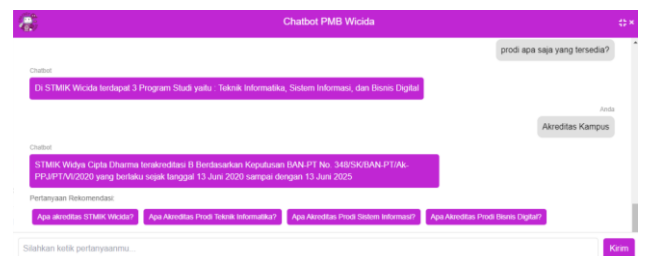 Chatbot PMB Wicida
prodi apa saja yang tersedia?
Chatbot
Di STMIK Wicida terdapat 3 Program Studi yaitu : Teknik Informatika, Sistem Informasi, dan Bisnis Digital
Anda
Akreditas Kampus
Chatbot
STMIK Widya Cipta Dharma terakreditasi B Berdasarkan Keputusan BAN-PT No. 348/SK/BAN-PT/Ak-
PPJ/PT/VI/2020 yang berlaku sejak tanggal 13 Juni 2020 sampai dengan 13 Juni 2025
Pertanyaan Rekomendasi:
Apa akreditas STMIK Wicida? Apa Akreditas Prodi Teknik Informatika? Apa Akreditas Prodi Sistem Informasi? Apa Akreditas Prodi Bisnis Digital?
Silahkan ketik pertanyaanmu... Kirim